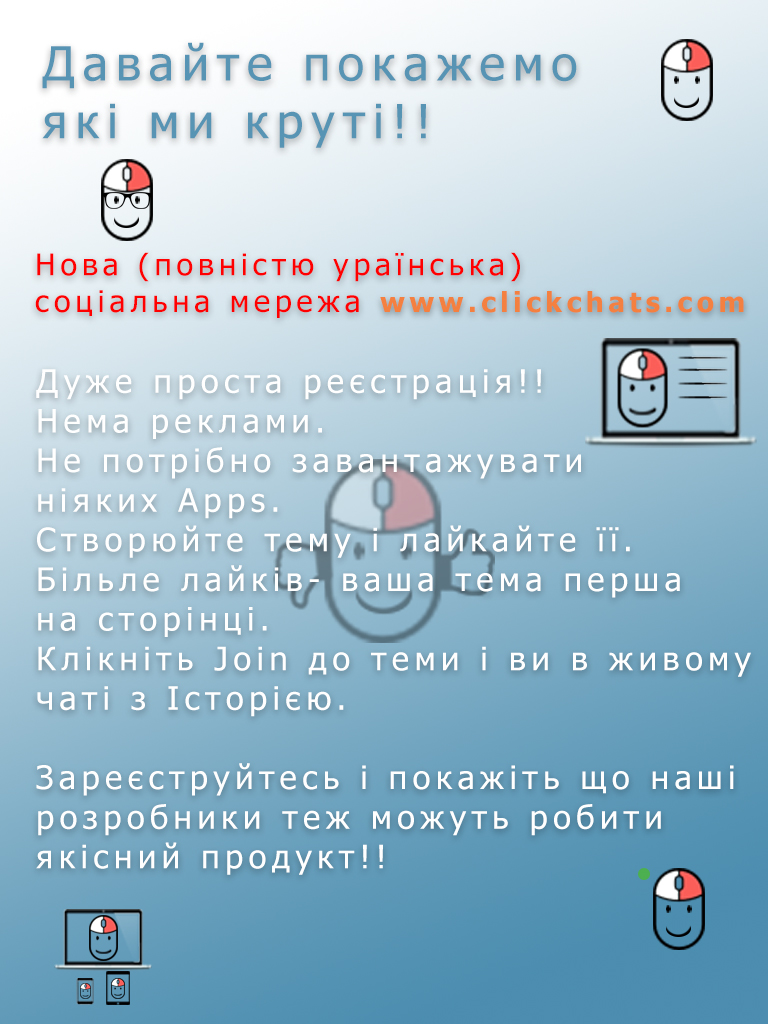 Давайте покажемо
які ми круті!!
Нова (повністю ураїнська)
соціальна мережа www.clickchats.com
Дуже проста реєстрація!!
Нема реклами.
Не потрібно завантажувати
ніяких Apps.
Створюйте тему і лайкайте її.
Більле лайків- ваша тема перша
на сторінці.
Клікніть Join до теми і ви в живому
чаті з Історією.
Зареєструйтесь і покажіть що наші
розробники теж можуть робити
якісний продукт!!